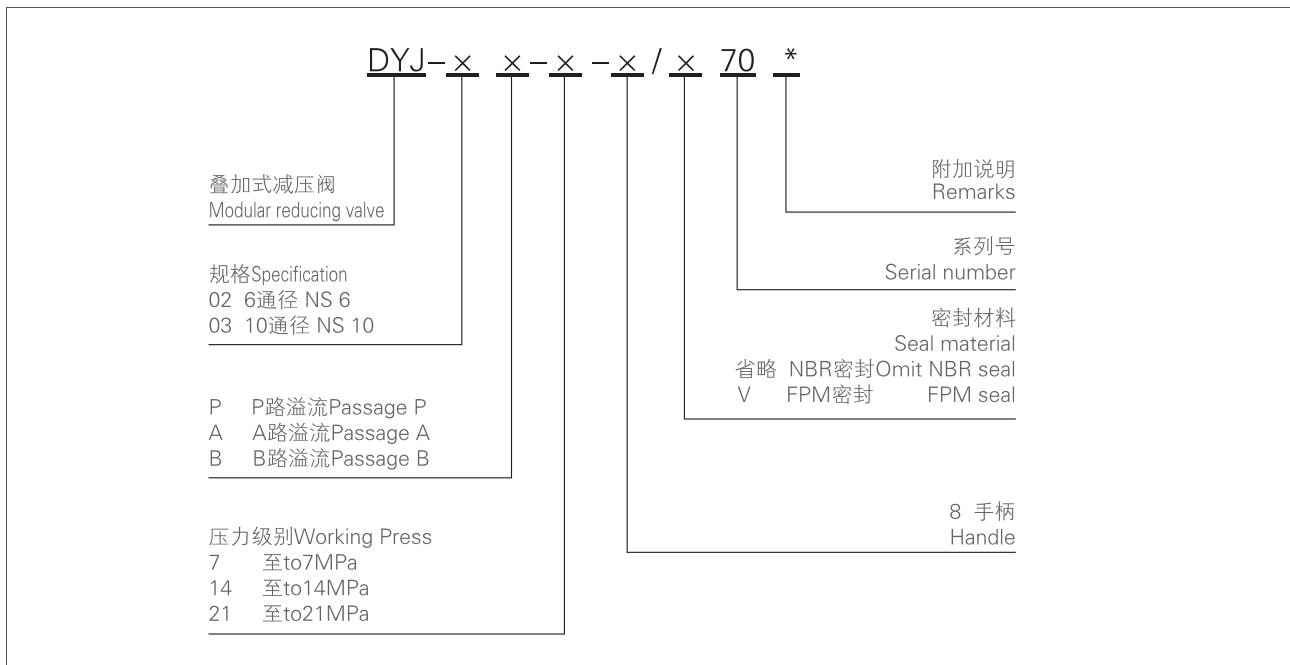 DYJ-× ×-×-×/× 70 *
叠加式减压阀
Modular reducing valve
规格Specification
02 6通径 NS 6
03 10通径 NS 10
P P路溢流Passage P
A A路溢流Passage A
B B路溢流Passage B
压力级别Working Press
7 至to7MPa
14 至to14MPa
21 至to21MPa
附加说明
Remarks
系列号
Serial number
密封材料
Seal material
省略 NBR密封Omit NBR seal
V FPM密封 FPM seal
8 手柄
Handle